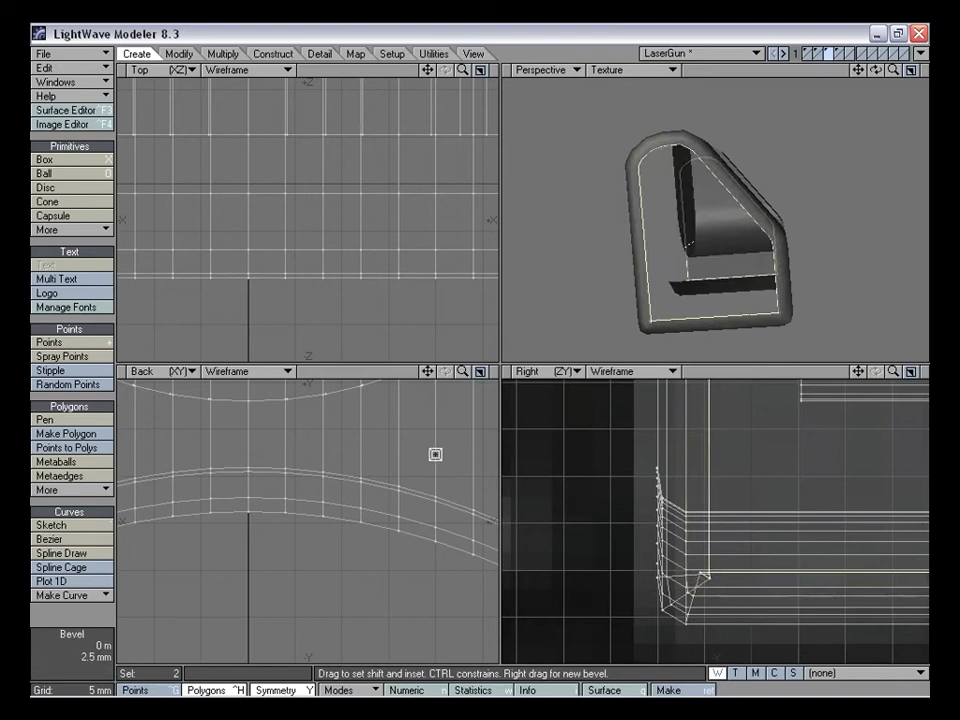 LightWave Modeler 8.3
File Create Modify Multiply Construct Detail Map Setup Utilities View LaserGun * 1
Edit Top (XZ) Wireframe Perspective Texture
Windows
Help
Surface Editor ^F3
Image Editor ^F4
Primitives
Box X
Ball O
Disc
Cone
Capsule
More
Text
Text
Multi Text
Logo
Manage Fonts
Points
Points +
Spray Points
Stipple
Random Points
Back (XY) Wireframe Right (ZY) Wireframe
Polygons
Pen
Make Polygon
Points to Polys
Metaballs
Metaedges
More
Curves
Sketch
Bezier
Spline Draw
Spline Cage
Plot 1D
Make Curve
Bevel
0 m
2.5 mm
Sel: 2 Drag to set shift and inset. CTRL constrains. Right drag for new bevel. W T M C S (none)
Grid: 5 mm Points ^G Polygons ^H Symmetry Y Modes Numeric n Statistics w Info i Surface q Make ret